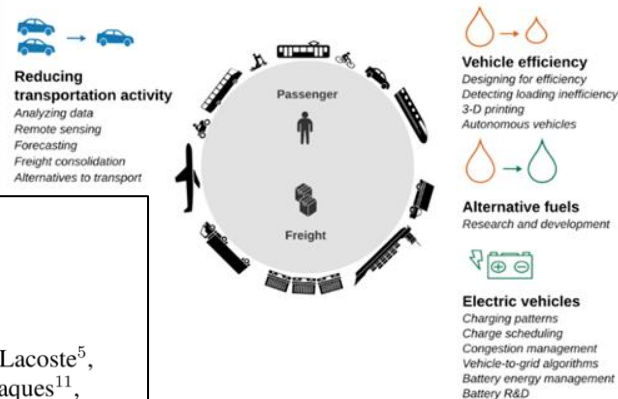 Reducing
transportation activity
Analyzing data
Remote sensing
Forecasting
Freight consolidation
Alternatives to transport
Passenger
Freight
Vehicle efficiency
Designing for efficiency
Detecting loading inefficiency
3-D printing
Autonomous vehicles
Alternative fuels
Research and development
Electric vehicles
Charging patterns
Charge scheduling
Congestion management
Vehicle-to-grid algorithms
Battery energy management
Battery R&D
Lacoste5,
aques11,